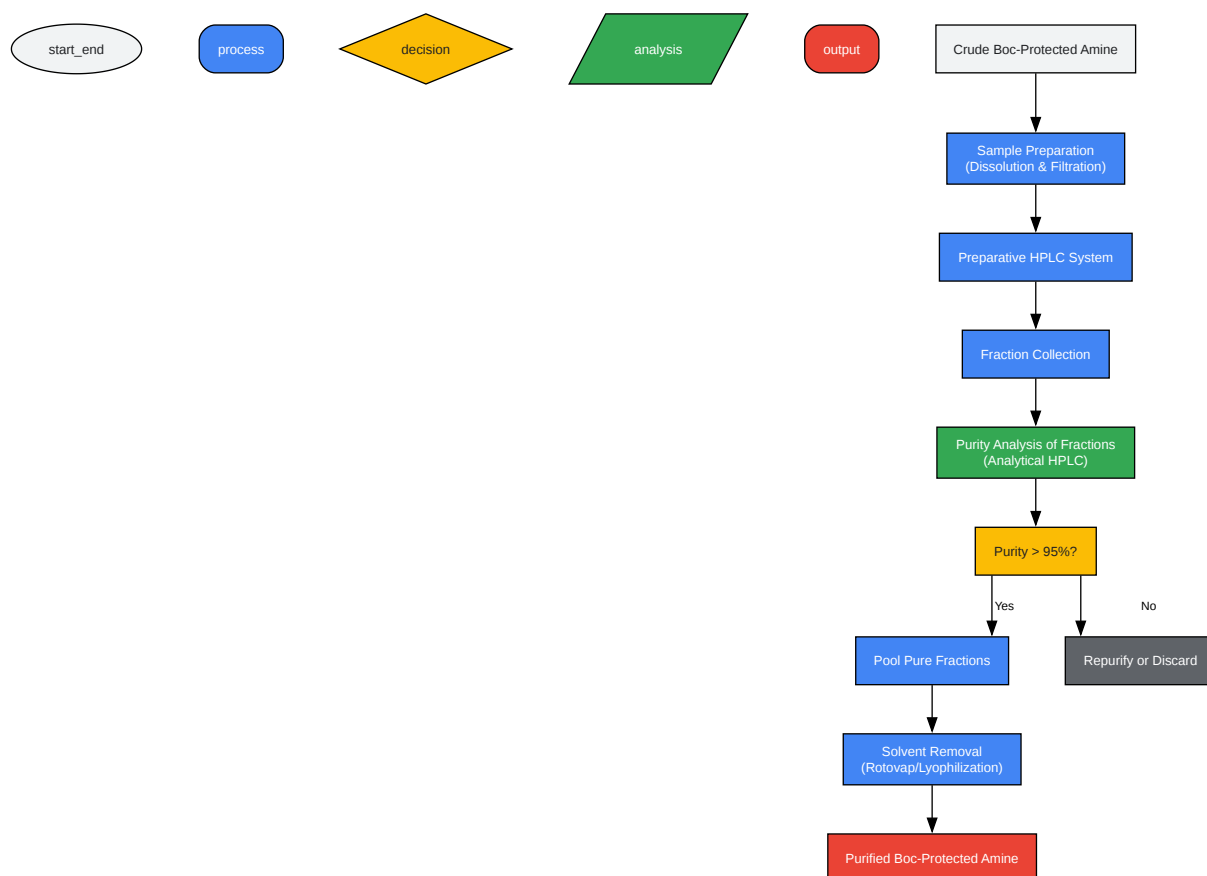 start_end
process
decision
analysis
output
Crude Boc-Protected Amine
Sample Preparation
(Dissolution & Filtration)
Preparative HPLC System
Fraction Collection
Purity Analysis of Fractions
(Analytical HPLC)
Purity > 95%?
Yes
No
Pool Pure Fractions
Repurify or Discard
Solvent Removal
(Rotovap/Lyophilization)
Purified Boc-Protected Amine